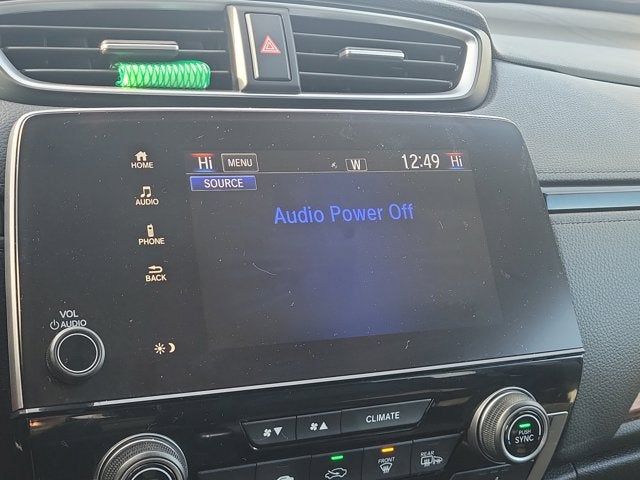 Hi MENU W 12:49 Hi
HOME
SOURCE
AUDIO
Audio Power Off
PHONE
BACK
VOL
AUDIO
CLIMATE
PUSH
SYNC
FRONT
REAR